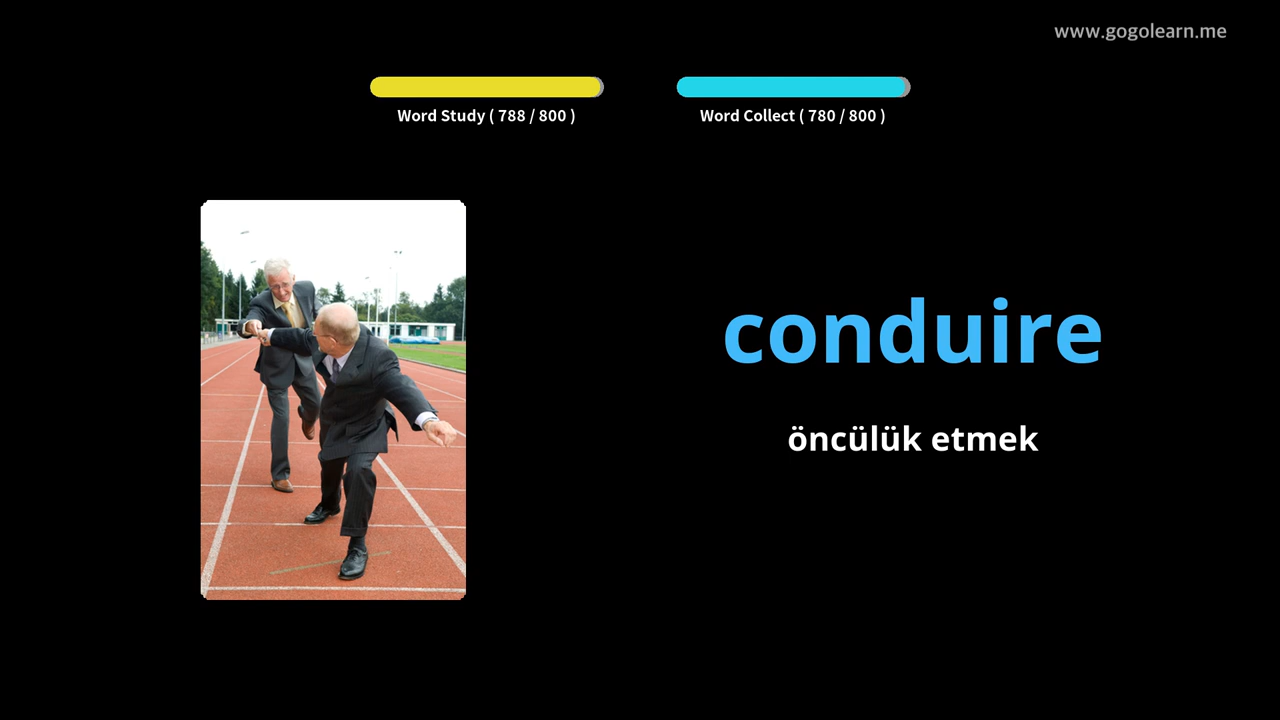 www.gogolearn.me
Word Study ( 788 / 800 )
Word Collect ( 780 / 800 )
conduire
öncülük etmek